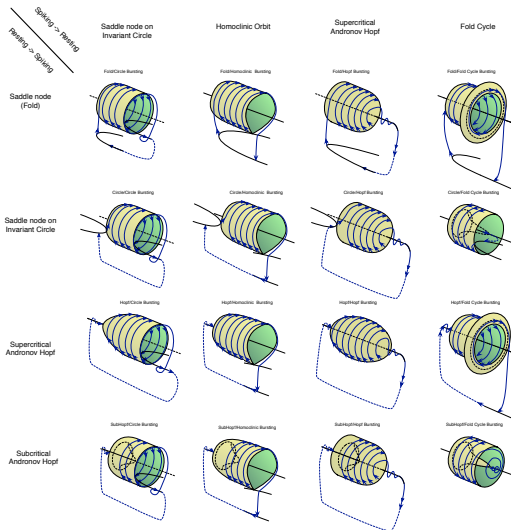 Spiking -> Resting
Resting -> Spiking
Saddle node on
Invariant Circle
Homoclinic Orbit
Supercritical
Andronov Hopf
Fold Cycle
Saddle node
(Fold)
Fold/Circle Bursting
Fold/Homoclinic Bursting
Fold/Hopf Bursting
Fold/Fold Cycle Bursting
Saddle node on
Invariant Circle
Circle/Circle Bursting
Circle/Homoclinic Bursting
Circle/Hopf Bursting
Circle/Fold Cycle Bursting
Supercritical
Andronov Hopf
Hopf/Circle Bursting
Hopf/Homoclinic Bursting
Hopf/Hopf Bursting
Hopf/Fold Cycle Bursting
Subcritical
Andronov Hopf
SubHopf/Circle Bursting
SubHopf/Homoclinic Bursting
SubHopf/Hopf Bursting
SubHopf/Fold Cycle Bursting